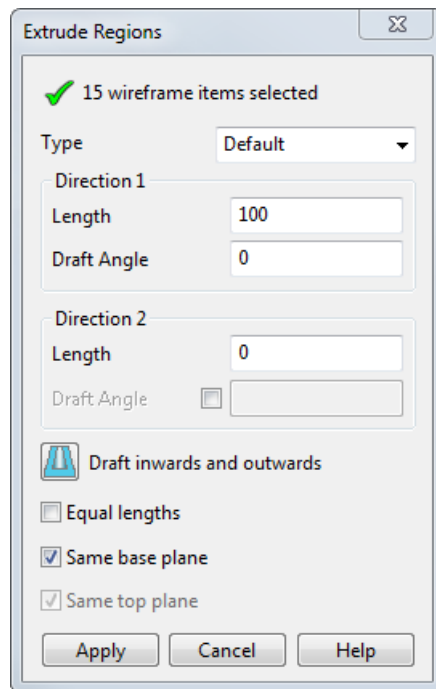 Extrude Regions
15 wireframe items selected
Type Default
Direction 1
Length 100
Draft Angle 0
Direction 2
Length 0
Draft Angle
Draft inwards and outwards
Equal lengths
Same base plane
Same top plane
Apply Cancel Help